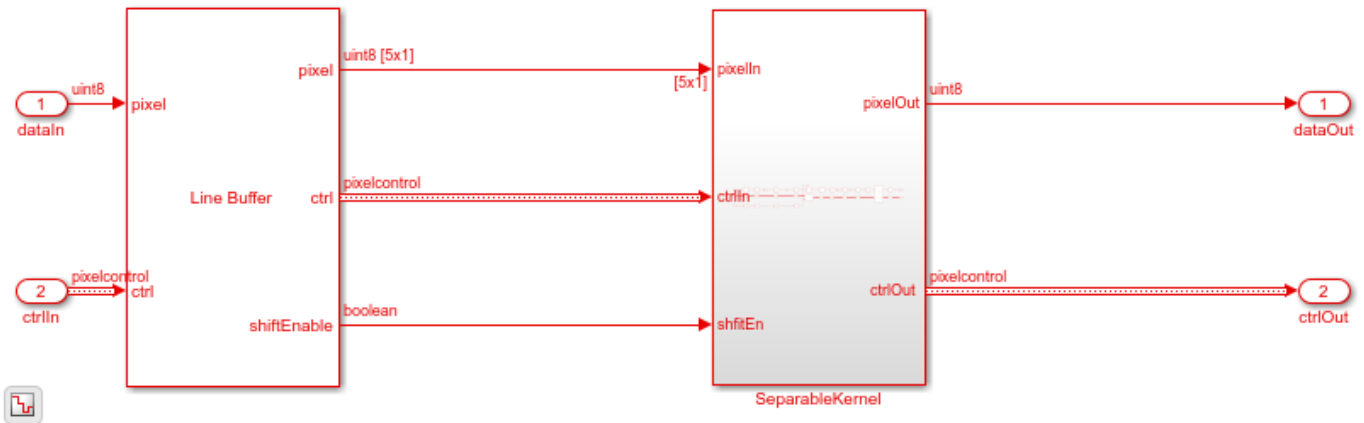 uint8 [5x1]
pixel
pixelIn
[5x1]
uint8
1
pixel
dataIn
pixelOut
uint8
1
dataOut
pixelcontrol
Line Buffer
ctrl
ctrlIn
pixelcontrol
2
ctrl
ctrlIn
ctrlOut
pixelcontrol
2
ctrlOut
boolean
shiftEnable
shfitEn
SeparableKernel